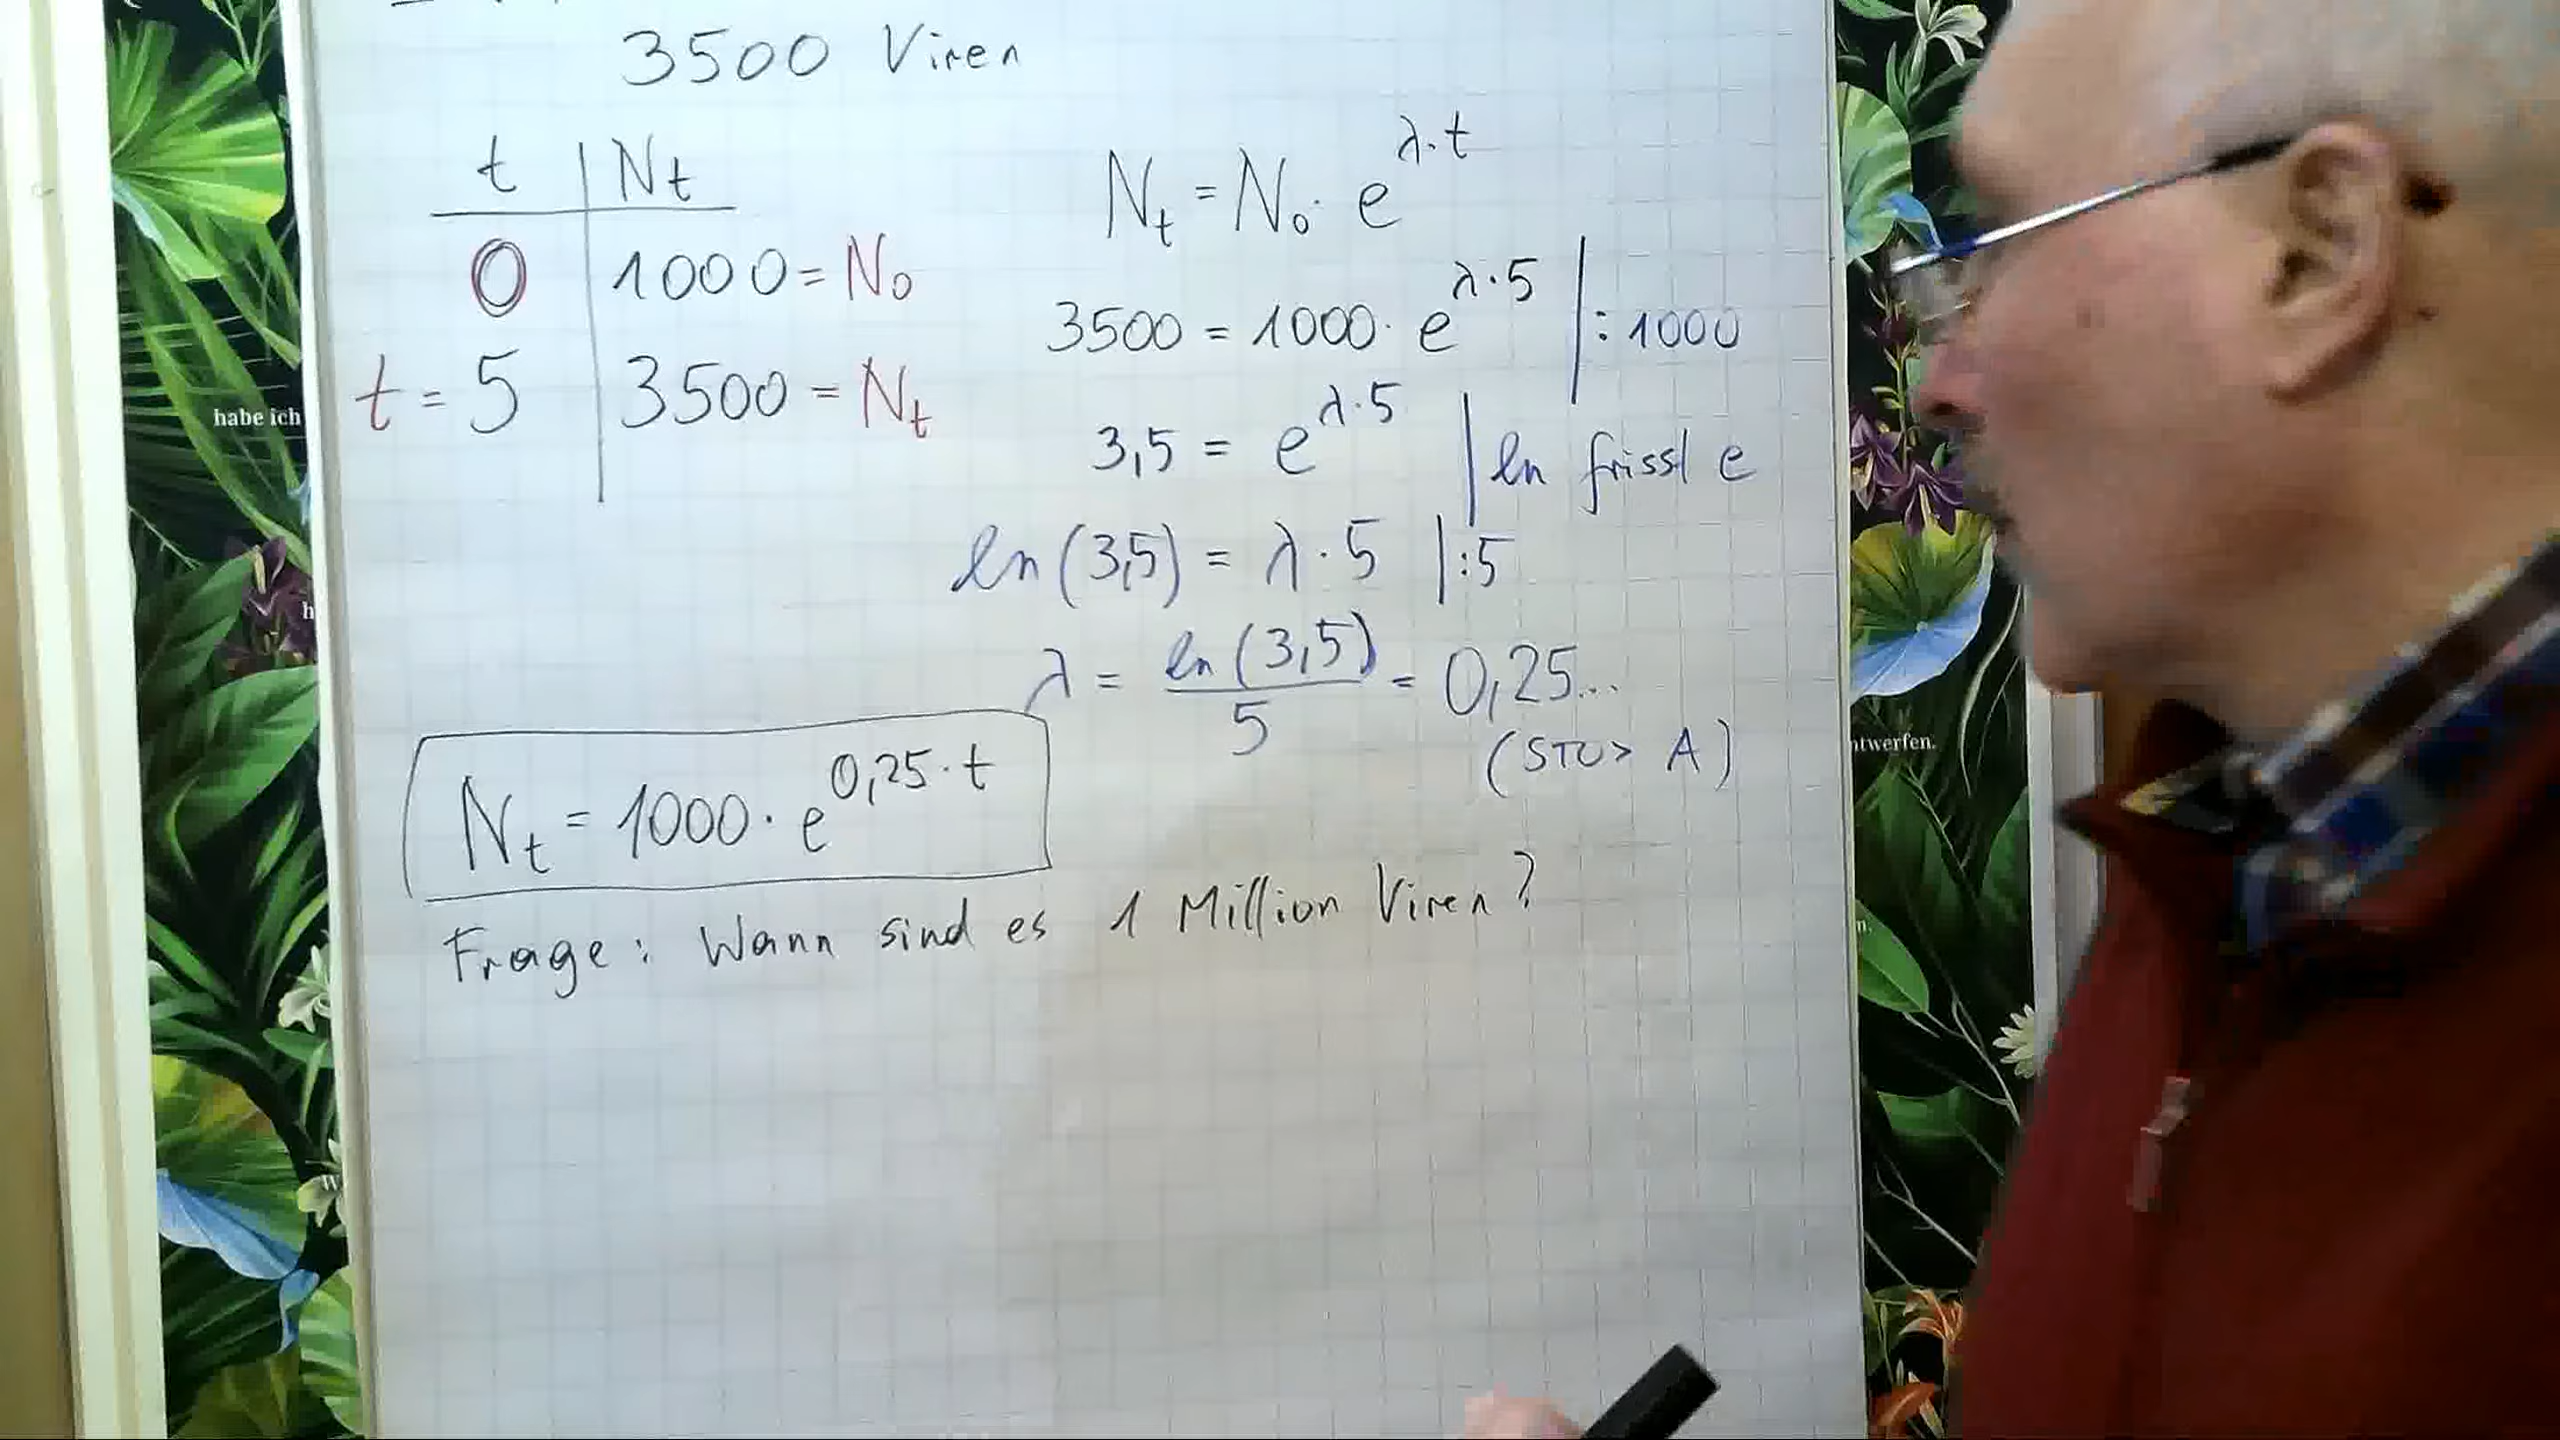 3500 Viren
t | Nt
0 | 1000 = N₀
t = 5 | 3500 = Nt
Nt = N₀ · e^(λ·t)
3500 = 1000 · e^(λ·5) | : 1000
3,5 = e^(λ·5) | ln frisst e
ln (3,5) = λ · 5 | :5
λ = ln (3,5) / 5 = 0,25...
(STO> A)
Nt = 1000 · e^(0,25·t)
Frage: Wann sind es 1 Million Viren?
habe ich
ntwerfen.